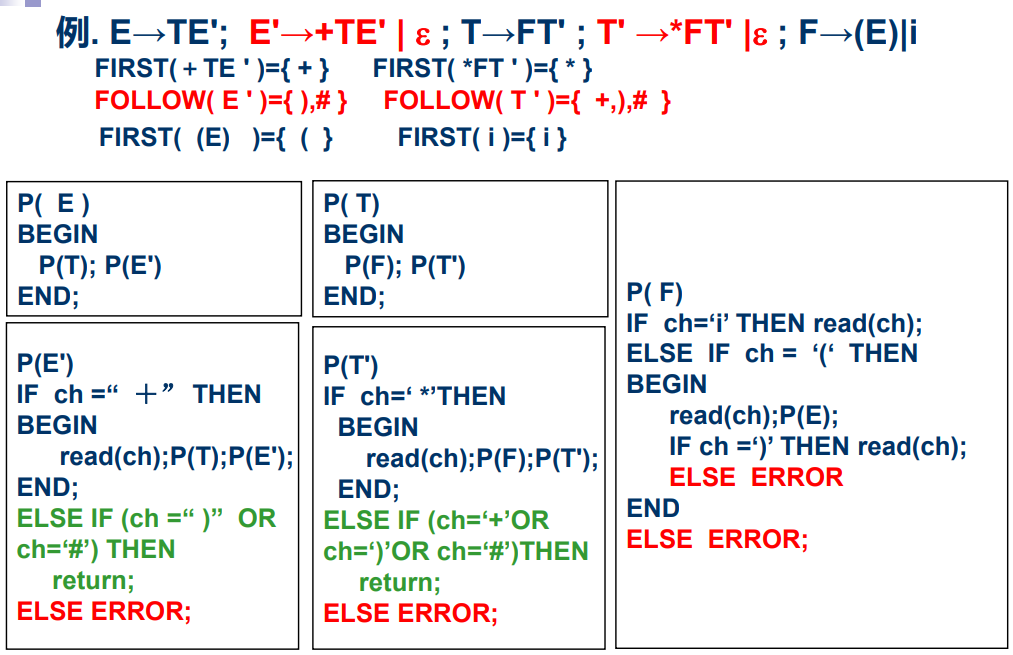 例. E→TE'; E'→+TE' | ε ; T→FT' ; T' →*FT' |ε ; F→(E)|i
FIRST(+TE ' )={ + } FIRST( *FT ' )={ * }
FOLLOW( E ' )={ ),# } FOLLOW( T ' )={ +,),# }
FIRST( (E) )={ ( } FIRST( i )={ i }
P( E )
BEGIN
P(T); P(E')
END;
P( T)
BEGIN
P(F); P(T')
END;
P(E')
IF ch =“ ＋” THEN
BEGIN
read(ch);P(T);P(E');
END;
ELSE IF (ch =“ )” OR
ch=‘#’) THEN
return;
ELSE ERROR;
P(T')
IF ch=‘ *’THEN
BEGIN
read(ch);P(F);P(T');
END;
ELSE IF (ch=‘+’OR
ch=‘)’OR ch=‘#’)THEN
return;
ELSE ERROR;
P( F)
IF ch=‘i’ THEN read(ch);
ELSE IF ch = ‘(‘ THEN
BEGIN
read(ch);P(E);
IF ch =‘)’ THEN read(ch);
ELSE ERROR
END
ELSE ERROR;